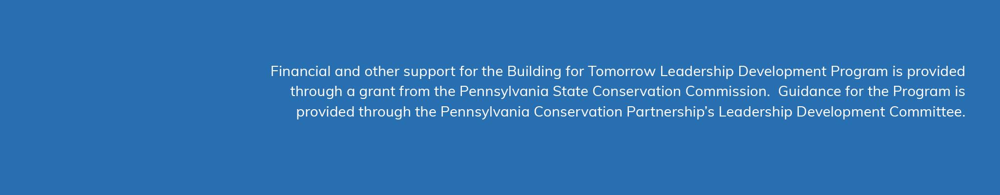 Financial and other support for the Building for Tomorrow Leadership Development Program is provided
through a grant from the Pennsylvania State Conservation Commission.  Guidance for the Program is
provided through the Pennsylvania Conservation Partnership’s Leadership Development Committee.